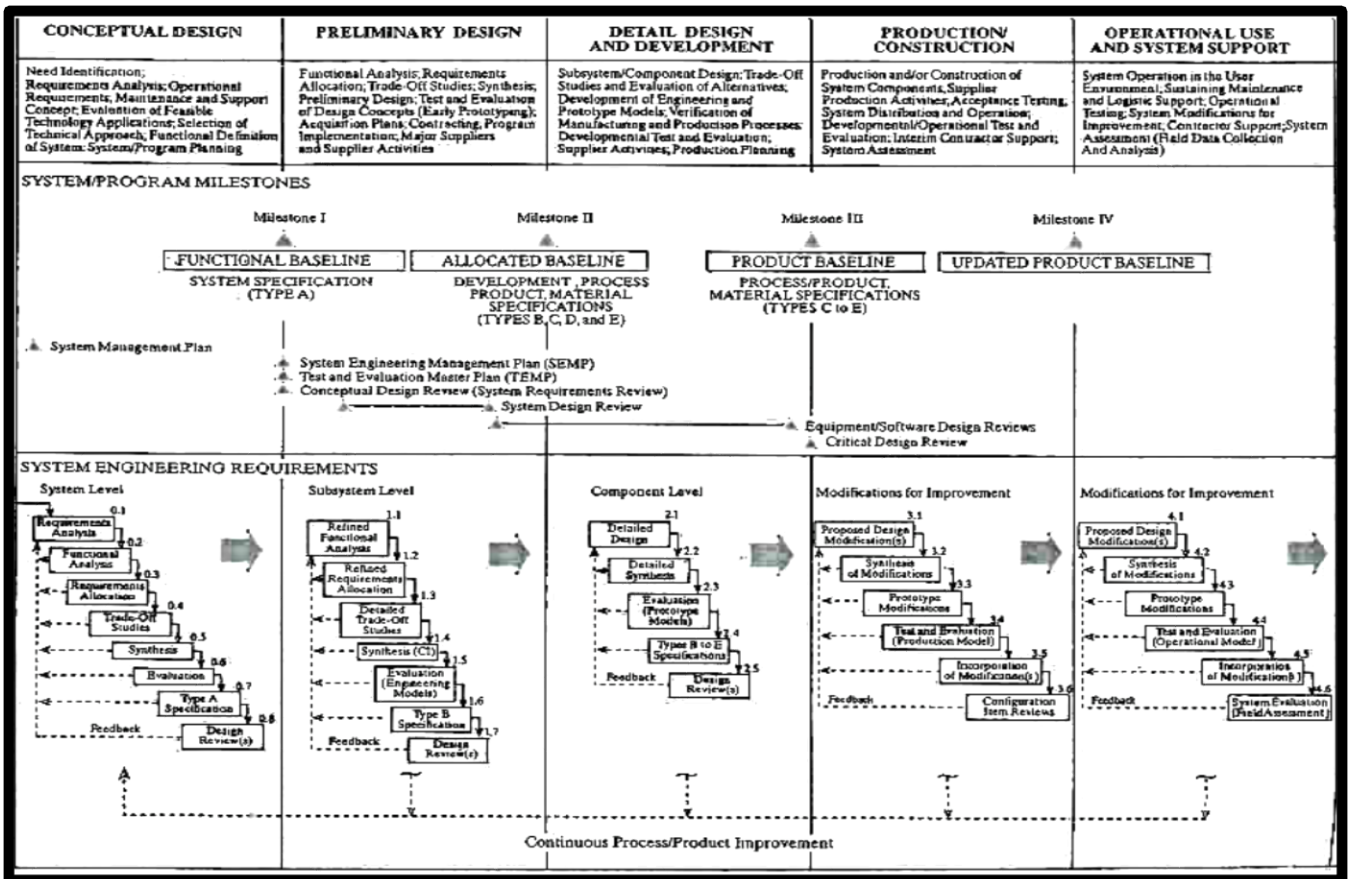 CONCEPTUAL DESIGN
Need Identification;
Requirements Analysis; Operational
Requirements, Maintenance and Support
Concept; Evaluation of Feasible
Technology Applications; Selection of
Technical Approach; Functional Definition
of System; System/Program Planning
PRELIMINARY DESIGN
Functional Analysis; Requirements
Allocation; Trade-Off Studies; Synthesis;
Preliminary Design; Test and Evaluation
of Design Concepts (Early Prototyping);
Acquisition Plans; Contracting, Program
Implementation; Major Suppliers
and Supplier Activities
DETAIL DESIGN
AND DEVELOPMENT
Subsystem/Component Design; Trade-Off
Studies and Evaluation of Alternatives;
Development of Engineering and
Prototype Models; Verification of
Manufacturing and Production Processes;
Developmental Test and Evaluation;
Supplier Activities; Production Planning
PRODUCTION/
CONSTRUCTION
Production and/or Construction of
System Components; Supplier
Production Activities; Acceptance Testing;
System Distribution and Operation;
Developmental/Operational Test and
Evaluation; Interim Contractor Support;
System Assessment
OPERATIONAL USE
AND SYSTEM SUPPORT
System Operation in the User
Environment; Sustaining Maintenance
and Logistic Support; Operational
Testing; System Modifications for
Improvement; Contractor Support; System
Assessment (Field Data Collection
And Analysis)
SYSTEM/PROGRAM MILESTONES
Milestone I
Milestone II
Milestone III
Milestone IV
FUNCTIONAL BASELINE
ALLOCATED BASELINE
PRODUCT BASELINE
UPDATED PRODUCT BASELINE
SYSTEM SPECIFICATION
(TYPE A)
DEVELOPMENT, PROCESS
PRODUCT, MATERIAL
SPECIFICATIONS
(TYPES B, C, D, and E)
PROCESS/PRODUCT,
MATERIAL SPECIFICATIONS
(TYPES C to E)
System Management Plan
System Engineering Management Plan (SEMP)
Test and Evaluation Master Plan (TEMP)
Conceptual Design Review (System Requirements Review)
System Design Review
Equipment/Software Design Reviews
Critical Design Review
SYSTEM ENGINEERING REQUIREMENTS
System Level
0.1
Requirements
Analysis
0.2
Functional
Analysis
0.3
Requirements
Allocation
0.4
Trade-Off
Studies
0.5
Synthesis
0.6
Evaluation
0.7
Type A
Specification
0.8
Feedback
Design
Review(s)
Subsystem Level
1.1
Refined
Functional
Analysis
1.2
Refined
Requirements
Allocation
1.3
Detailed
Trade-Off
Studies
1.4
Synthesis (CI)
1.5
Evaluation
(Engineering
Models)
1.6
Type B
Specification
1.7
Feedback
Design
Review(s)
Component Level
2.1
Detailed
Design
2.2
Detailed
Synthesis
2.3
Evaluation
(Prototype
Models)
2.4
Types B to E
Specifications
2.5
Feedback
Design
Review(s)
Modifications for Improvement
3.1
Proposed Design
Modification(s)
3.2
Synthesis
of Modifications
3.3
Prototype
Modifications
3.4
Test and Evaluation
(Production Model)
3.5
Incorporation
of Modification(s)
3.6
Feedback
Configuration
Item Reviews
Modifications for Improvement
4.1
Proposed Design
Modification(s)
4.2
Synthesis
of Modifications
4.3
Prototype
Modifications
4.4
Test and Evaluation
(Operational Model)
4.5
Incorporation
of Modification(s)
4.6
Feedback
System Evaluation
(Field Assessment)
Continuous Process/Product Improvement